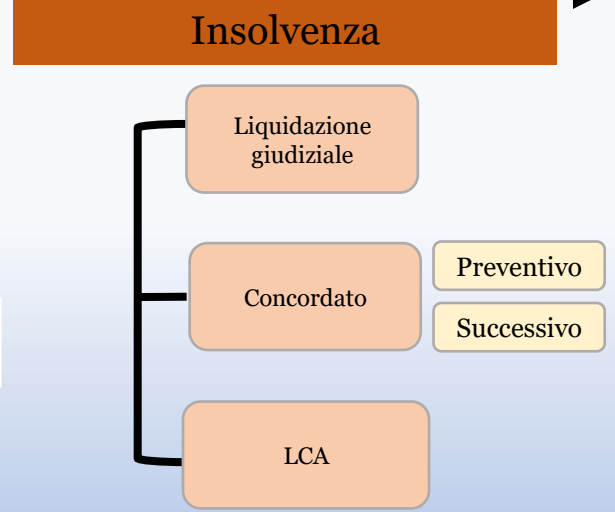 Insolvenza
Liquidazione
giudiziale
Concordato
Preventivo
Successivo
LCA